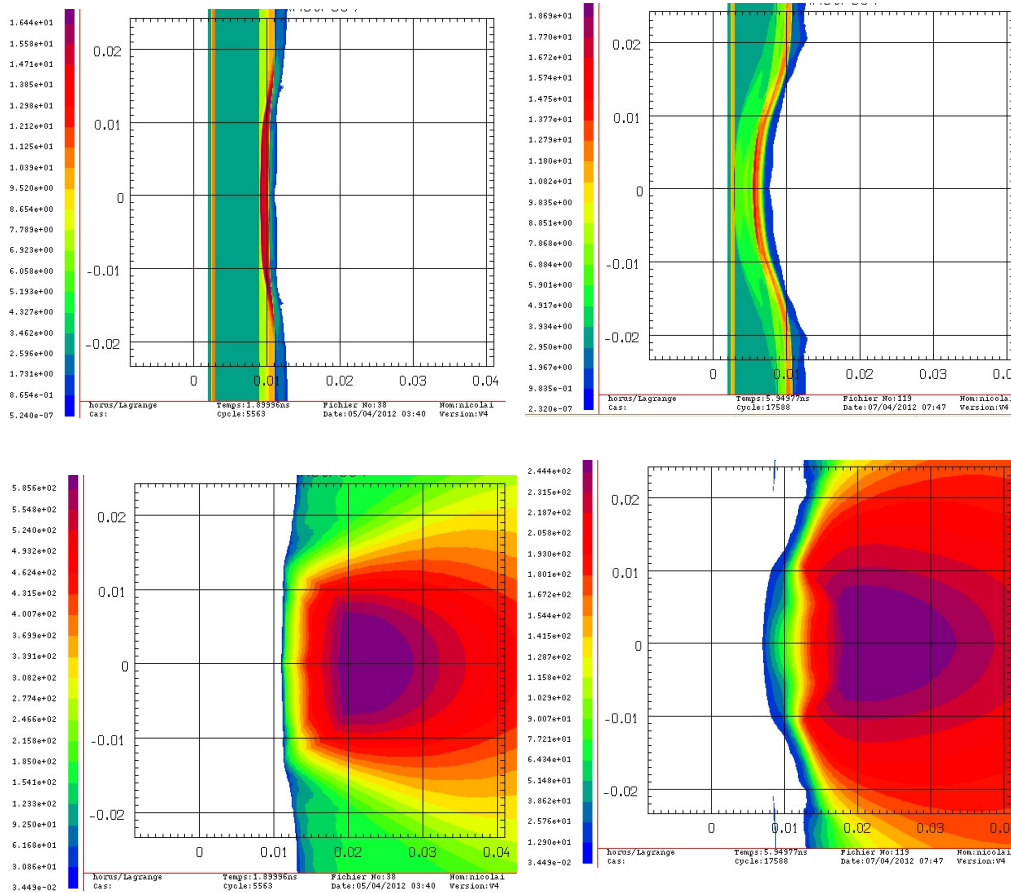 1.644e+01
1.558e+01
1.471e+01
1.385e+01
1.298e+01
1.212e+01
1.125e+01
1.039e+01
9.520e+00
8.654e+00
7.789e+00
6.923e+00
6.058e+00
5.193e+00
4.327e+00
3.462e+00
2.596e+00
1.731e+00
8.654e-01
5.240e-07
0.02
0.01
0
-0.01
-0.02
0 0.01 0.02 0.03 0.04
horus/Lagrange Temps:1.89996ns Fichier No:38 Nom:nicolai
Cas: Cycle:5563 Date:05/04/2012 03:40 Version:V4
1.869e+01
1.770e+01
1.672e+01
1.574e+01
1.475e+01
1.377e+01
1.279e+01
1.180e+01
1.082e+01
9.835e+00
9.851e+00
7.868e+00
6.884e+00
5.901e+00
4.917e+00
3.934e+00
2.950e+00
1.967e+00
9.835e-01
2.320e-07
0.02
0.01
0
-0.01
-0.02
0 0.01 0.02 0.03 0.04
horus/Lagrange Temps:5.94977ns Fichier No:119 Nom:nicolai
Cas: Cycle:17588 Date:07/04/2012 07:47 Version:V4
5.856e+02
5.548e+02
5.240e+02
4.932e+02
4.624e+02
4.315e+02
4.007e+02
3.699e+02
3.391e+02
3.082e+02
2.774e+02
2.466e+02
2.158e+02
1.850e+02
1.541e+02
1.233e+02
9.250e+01
6.168e+01
3.086e+01
3.449e-02
0.02
0.01
0
-0.01
-0.02
0 0.01 0.02 0.03 0.04
horus/Lagrange Temps:1.89996ns Fichier No:38 Nom:nicolai
Cas: Cycle:5563 Date:05/04/2012 03:40 Version:V4
2.444e+02
2.315e+02
2.187e+02
2.058e+02
1.930e+02
1.801e+02
1.672e+02
1.544e+02
1.415e+02
1.287e+02
1.158e+02
1.029e+02
9.007e+01
7.721e+01
6.434e+01
5.148e+01
3.862e+01
2.576e+01
1.290e+01
3.449e-02
0.02
0.01
0
-0.01
-0.02
0 0.01 0.02 0.03 0.0
horus/Lagrange Temps:5.94977ns Fichier No:119 Nom:nicolai
Cas: Cycle:17588 Date:07/04/2012 07:47 Version:V4